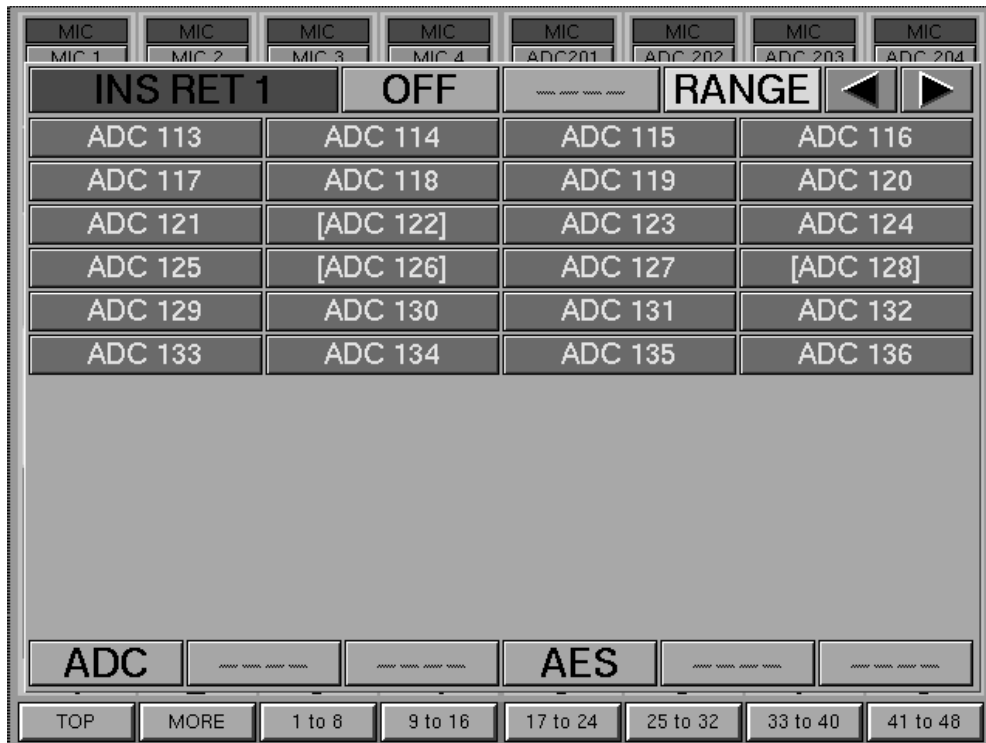 MIC MIC MIC MIC MIC MIC MIC MIC
MIC 1 MIC 2 MIC 3 MIC 4 ADC201 ADC 202 ADC 203 ADC 204
INS RET 1 OFF ---- RANGE
ADC 113 ADC 114 ADC 115 ADC 116
ADC 117 ADC 118 ADC 119 ADC 120
ADC 121 [ADC 122] ADC 123 ADC 124
ADC 125 [ADC 126] ADC 127 [ADC 128]
ADC 129 ADC 130 ADC 131 ADC 132
ADC 133 ADC 134 ADC 135 ADC 136
ADC ---- ---- AES ---- ----
TOP MORE 1 to 8 9 to 16 17 to 24 25 to 32 33 to 40 41 to 48